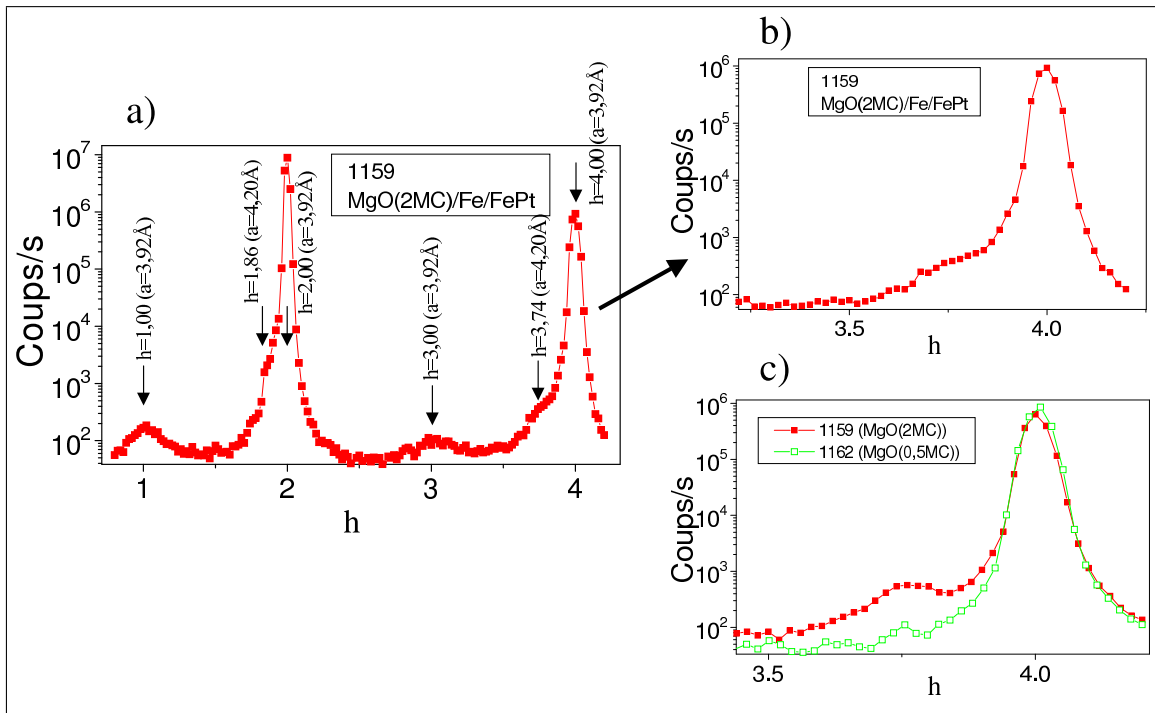 a)
Coups/s
10^7
10^6
10^5
10^4
10^3
10^2
1159
MgO(2MC)/Fe/FePt
h=1,00 (a=3,92Å)
h=1,86 (a=4,20Å)
h=2,00 (a=3,92Å)
h=3,00 (a=3,92Å)
h=3,74 (a=4,20Å)
h=4,00 (a=3,92Å)
1 2 3 4
h
b)
Coups/s
10^6
10^5
10^4
10^3
10^2
1159
MgO(2MC)/Fe/FePt
3.5 4.0
h
c)
Coups/s
10^6
10^5
10^4
10^3
10^2
1159 (MgO(2MC))
1162 (MgO(0,5MC))
3.5 4.0
h